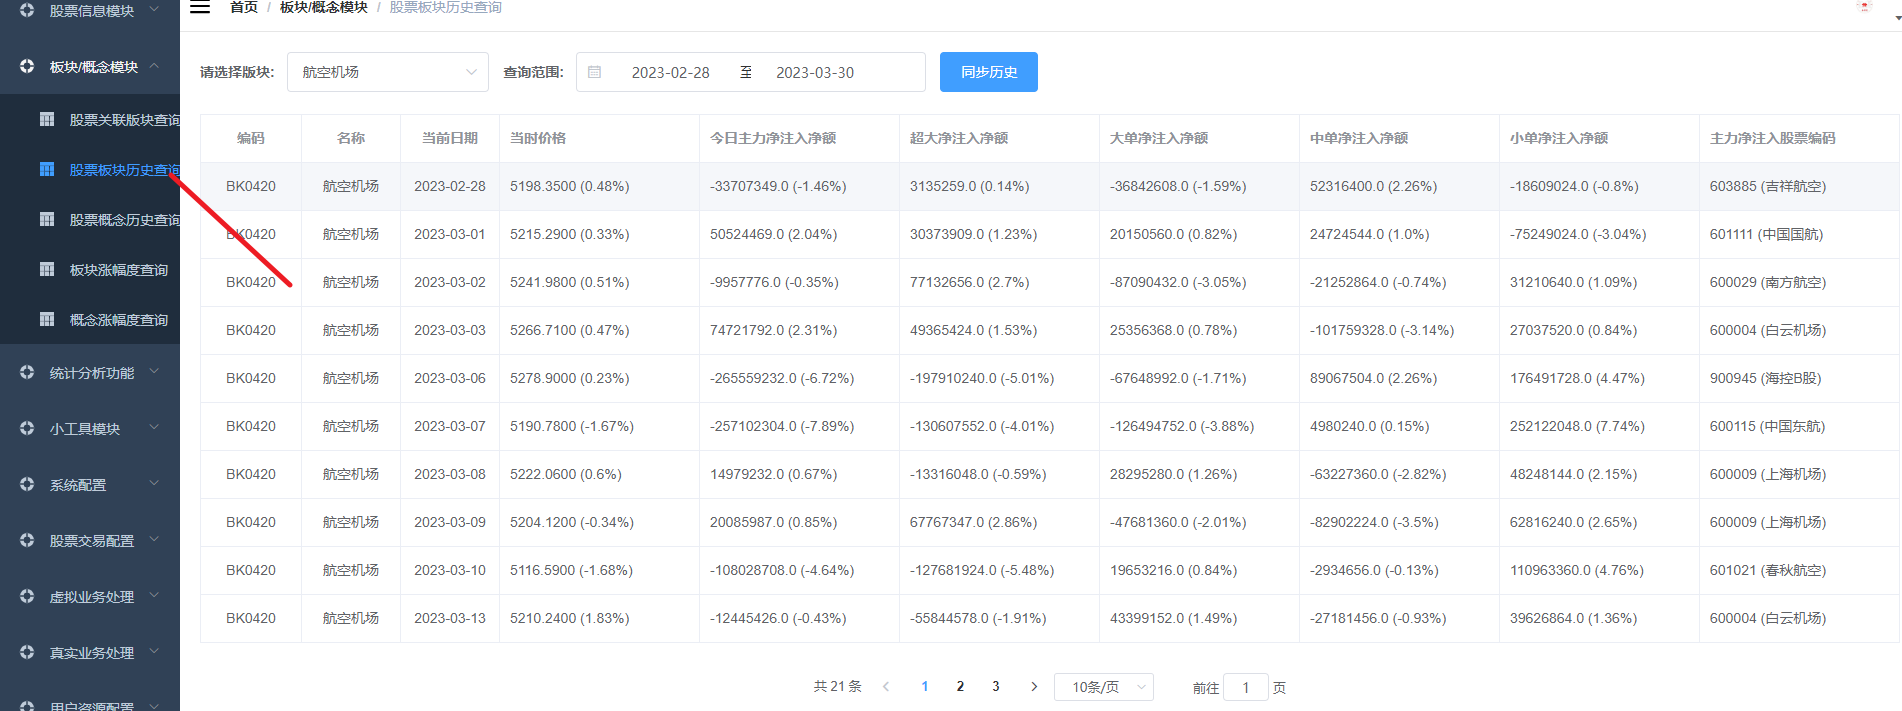 股票信息模块
板块/概念模块
股票关联版块查询
股票板块历史查询
股票概念历史查询
板块涨幅度查询
概念涨幅度查询
统计分析功能
小工具模块
系统配置
股票交易配置
虚拟业务处理
真实业务处理
用户资源配置
首页 / 板块/概念模块 / 股票板块历史查询
请选择版块: 航空机场 查询范围: 2023-02-28 至 2023-03-30 同步历史
编码 名称 当前日期 当时价格 今日主力净注入净额 超大净注入净额 大单净注入净额 中单净注入净额 小单净注入净额 主力净注入股票编码
BK0420 航空机场 2023-02-28 5198.3500 (0.48%) -33707349.0 (-1.46%) 3135259.0 (0.14%) -36842608.0 (-1.59%) 52316400.0 (2.26%) -18609024.0 (-0.8%) 603885 (吉祥航空)
BK0420 航空机场 2023-03-01 5215.2900 (0.33%) 50524469.0 (2.04%) 30373909.0 (1.23%) 20150560.0 (0.82%) 24724544.0 (1.0%) -75249024.0 (-3.04%) 601111 (中国国航)
BK0420 航空机场 2023-03-02 5241.9800 (0.51%) -9957776.0 (-0.35%) 77132656.0 (2.7%) -87090432.0 (-3.05%) -21252864.0 (-0.74%) 31210640.0 (1.09%) 600029 (南方航空)
BK0420 航空机场 2023-03-03 5266.7100 (0.47%) 74721792.0 (2.31%) 49365424.0 (1.53%) 25356368.0 (0.78%) -101759328.0 (-3.14%) 27037520.0 (0.84%) 600004 (白云机场)
BK0420 航空机场 2023-03-06 5278.9000 (0.23%) -265559232.0 (-6.72%) -197910240.0 (-5.01%) -67648992.0 (-1.71%) 89067504.0 (2.26%) 176491728.0 (4.47%) 900945 (海控B股)
BK0420 航空机场 2023-03-07 5190.7800 (-1.67%) -257102304.0 (-7.89%) -130607552.0 (-4.01%) -126494752.0 (-3.88%) 4980240.0 (0.15%) 252122048.0 (7.74%) 600115 (中国东航)
BK0420 航空机场 2023-03-08 5222.0600 (0.6%) 14979232.0 (0.67%) -13316048.0 (-0.59%) 28295280.0 (1.26%) -63227360.0 (-2.82%) 48248144.0 (2.15%) 600009 (上海机场)
BK0420 航空机场 2023-03-09 5204.1200 (-0.34%) 20085987.0 (0.85%) 67767347.0 (2.86%) -47681360.0 (-2.01%) -82902224.0 (-3.5%) 62816240.0 (2.65%) 600009 (上海机场)
BK0420 航空机场 2023-03-10 5116.5900 (-1.68%) -108028708.0 (-4.64%) -127681924.0 (-5.48%) 19653216.0 (0.84%) -2934656.0 (-0.13%) 110963360.0 (4.76%) 601021 (春秋航空)
BK0420 航空机场 2023-03-13 5210.2400 (1.83%) -12445426.0 (-0.43%) -55844578.0 (-1.91%) 43399152.0 (1.49%) -27181456.0 (-0.93%) 39626864.0 (1.36%) 600004 (白云机场)
共 21 条 1 2 3 10条/页 前往 1 页